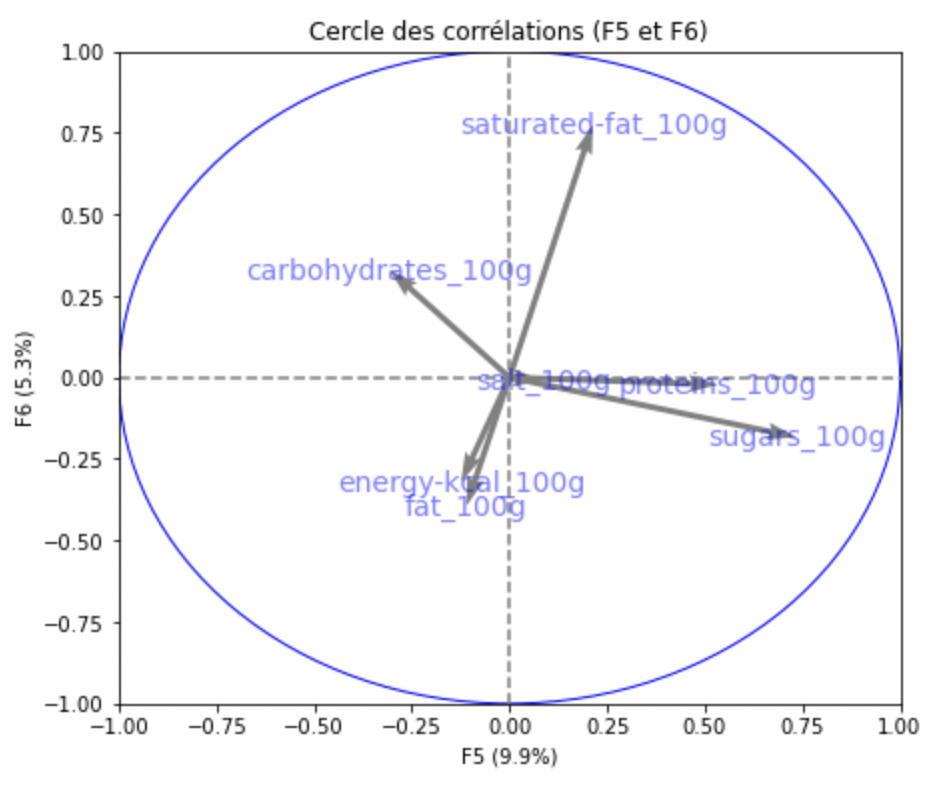 Cercle des corrélations (F5 et F6)
1.00
saturated-fat_100g
0.75
0.50
carbohydrates_100g
0.25
F6 (5.3%)
0.00
salt_100g
proteins_100g
sugars_100g
−0.25
energy-kcal_100g
fat_100g
−0.50
−0.75
−1.00
−1.00 −0.75 −0.50 −0.25 0.00 0.25 0.50 0.75 1.00
F5 (9.9%)